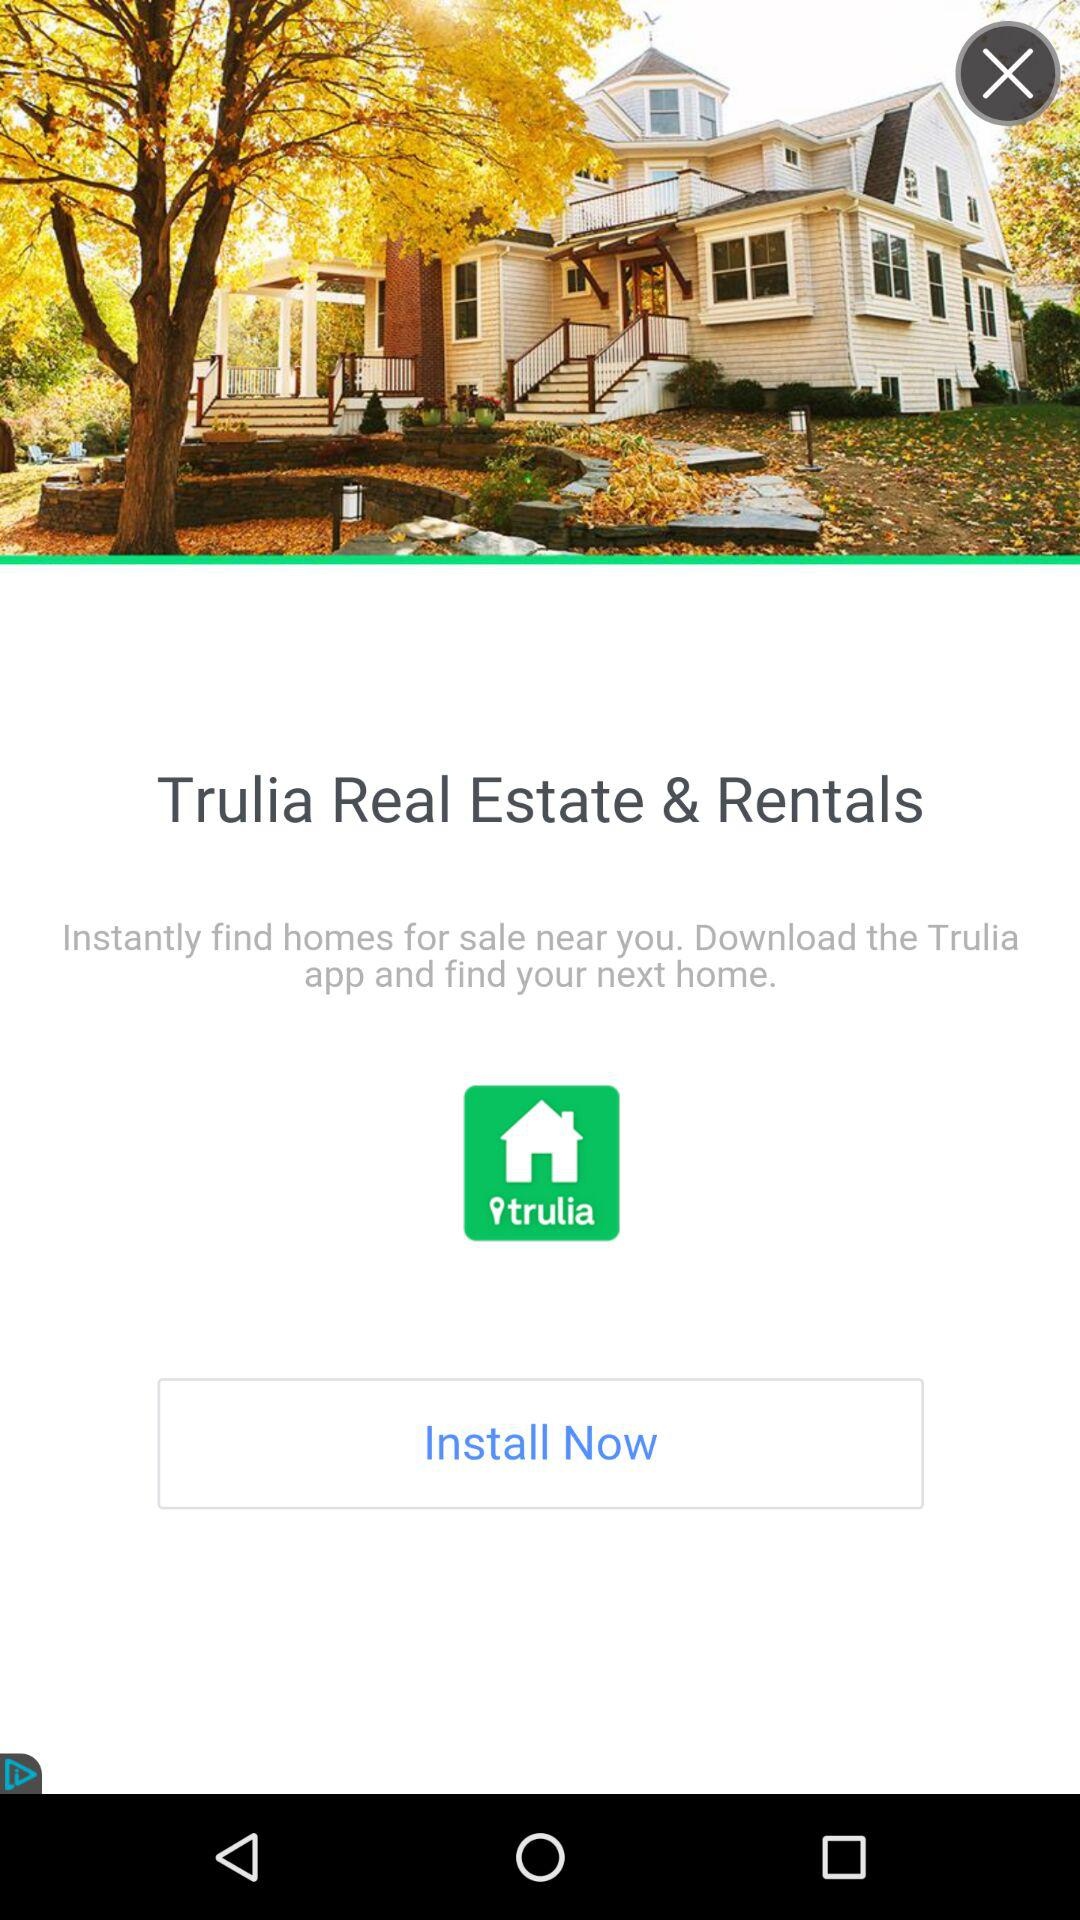 Trulia Real Estate & Rentals
Instantly find homes for sale near you. Download the Trulia
app and find your next home.
trulia
Install Now